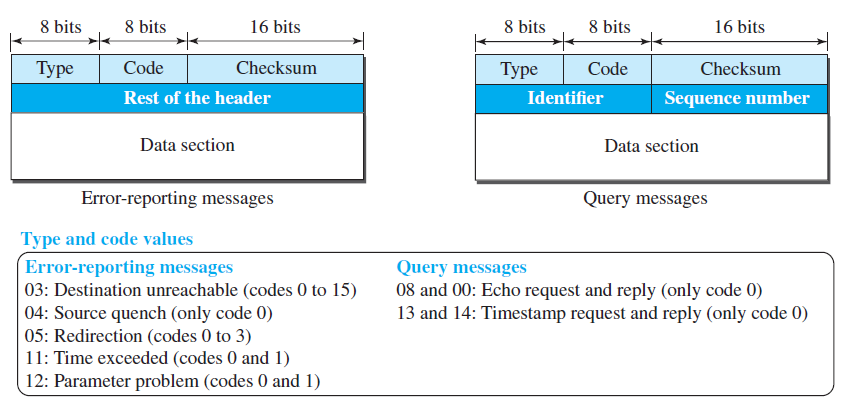 8 bits 8 bits 16 bits
Type Code Checksum
Rest of the header
Data section
Error-reporting messages
8 bits 8 bits 16 bits
Type Code Checksum
Identifier Sequence number
Data section
Query messages
Type and code values
Error-reporting messages
03: Destination unreachable (codes 0 to 15)
04: Source quench (only code 0)
05: Redirection (codes 0 to 3)
11: Time exceeded (codes 0 and 1)
12: Parameter problem (codes 0 and 1)
Query messages
08 and 00: Echo request and reply (only code 0)
13 and 14: Timestamp request and reply (only code 0)